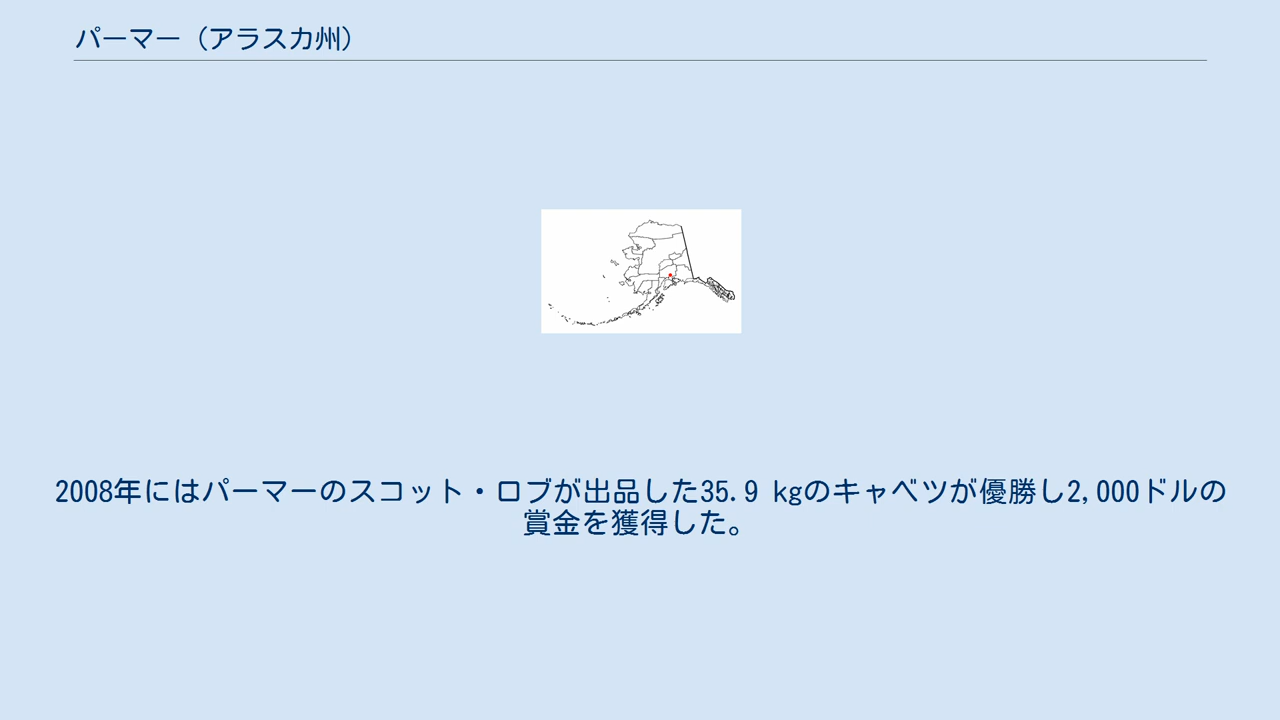 パーマー（アラスカ州）
2008年にはパーマーのスコット・ロブが出品した35.9 kgのキャベツが優勝し2,000ドルの
賞金を獲得した。